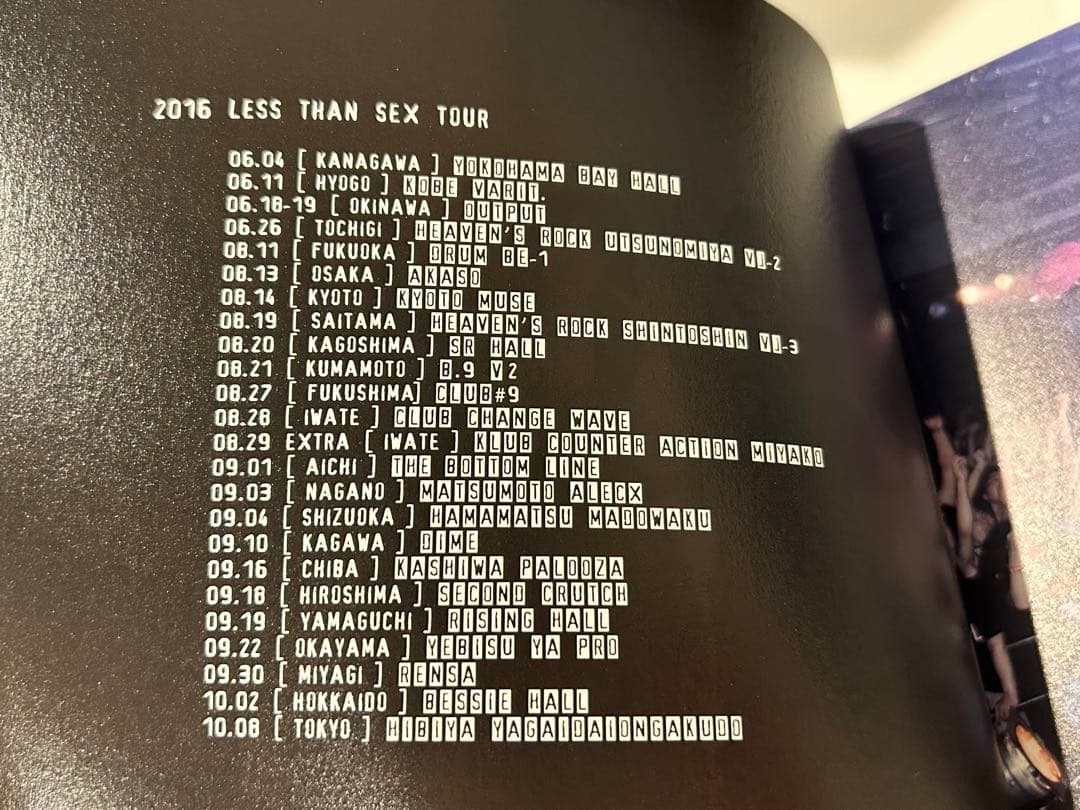 2016 LESS THAN SEX TOUR
06.04 [ KANAGAWA ] YOKOHAMA BAY HALL
06.11 [ HYOGO ] KOBE VARIT.
06.18-19 [ OKINAWA ] OUTPUT
06.26 [ TOCHIGI ] HEAVEN'S ROCK UTSUNOMIYA VJ-2
08.11 [ FUKUOKA ] DRUM BE-1
08.13 [ OSAKA ] AKASO
08.14 [ KYOTO ] KYOTO MUSE
08.19 [ SAITAMA ] HEAVEN'S ROCK SHINTOSHIN VJ-3
08.20 [ KAGOSHIMA ] SR HALL
08.21 [ KUMAMOTO ] B.9 V2
08.27 [ FUKUSHIMA] CLUB#9
08.28 [ IWATE ] CLUB CHANGE WAVE
08.29 EXTRA [ IWATE ] KLUB COUNTER ACTION MIYAKO
09.01 [ AICHI ] THE BOTTOM LINE
09.03 [ NAGANO ] MATSUMOTO ALECX
09.04 [ SHIZUOKA ] HAMAMATSU MADOWAKU
09.10 [ KAGAWA ] DIME
09.16 [ CHIBA ] KASHIWA PALOOZA
09.18 [ HIROSHIMA ] SECOND CRUTCH
09.19 [ YAMAGUCHI ] RISING HALL
09.22 [ OKAYAMA ] YEBISU YA PRO
09.30 [ MIYAGI ] RENSA
10.02 [ HOKKAIDO ] BESSIE HALL
10.08 [ TOKYO ] HIBIYA YAGAIDAIONGAKUDO